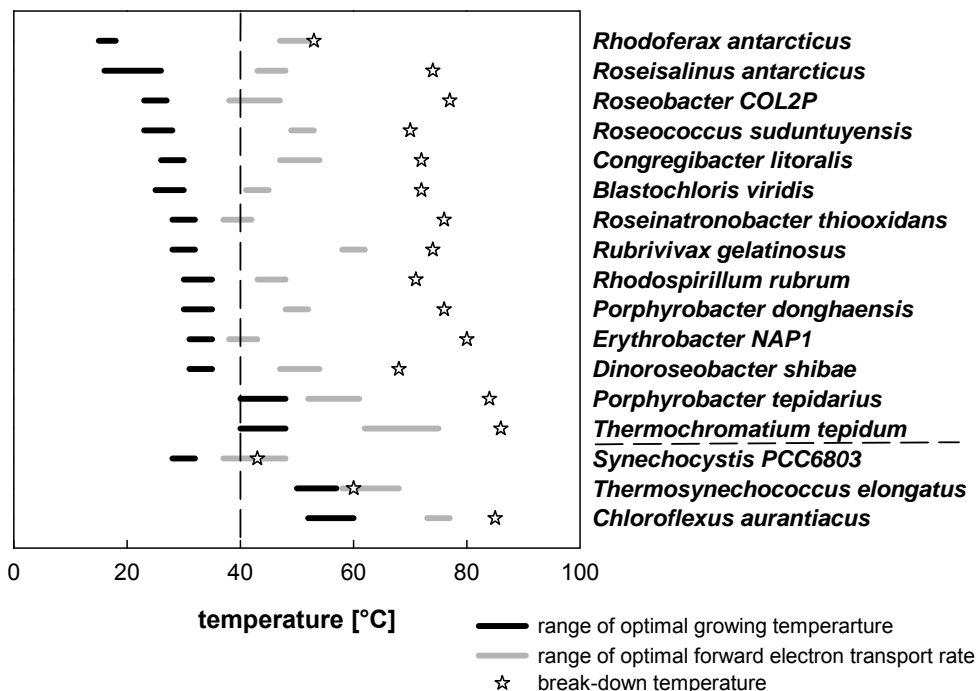 Rhodoferax antarcticus
Roseisalinus antarcticus
Roseobacter COL2P
Roseococcus suduntuyensis
Congregibacter litoralis
Blastochloris viridis
Roseinatronobacter thiooxidans
Rubrivivax gelatinosus
Rhodospirillum rubrum
Porphyrobacter donghaensis
Erythrobacter NAP1
Dinoroseobacter shibae
Porphyrobacter tepidarius
Thermochromatium tepidum
Synechocystis PCC6803
Thermosynechococcus elongatus
Chloroflexus aurantiacus
0 20 40 60 80 100
temperature [°C]
range of optimal growing temperarture
range of optimal forward electron transport rate
break-down temperature